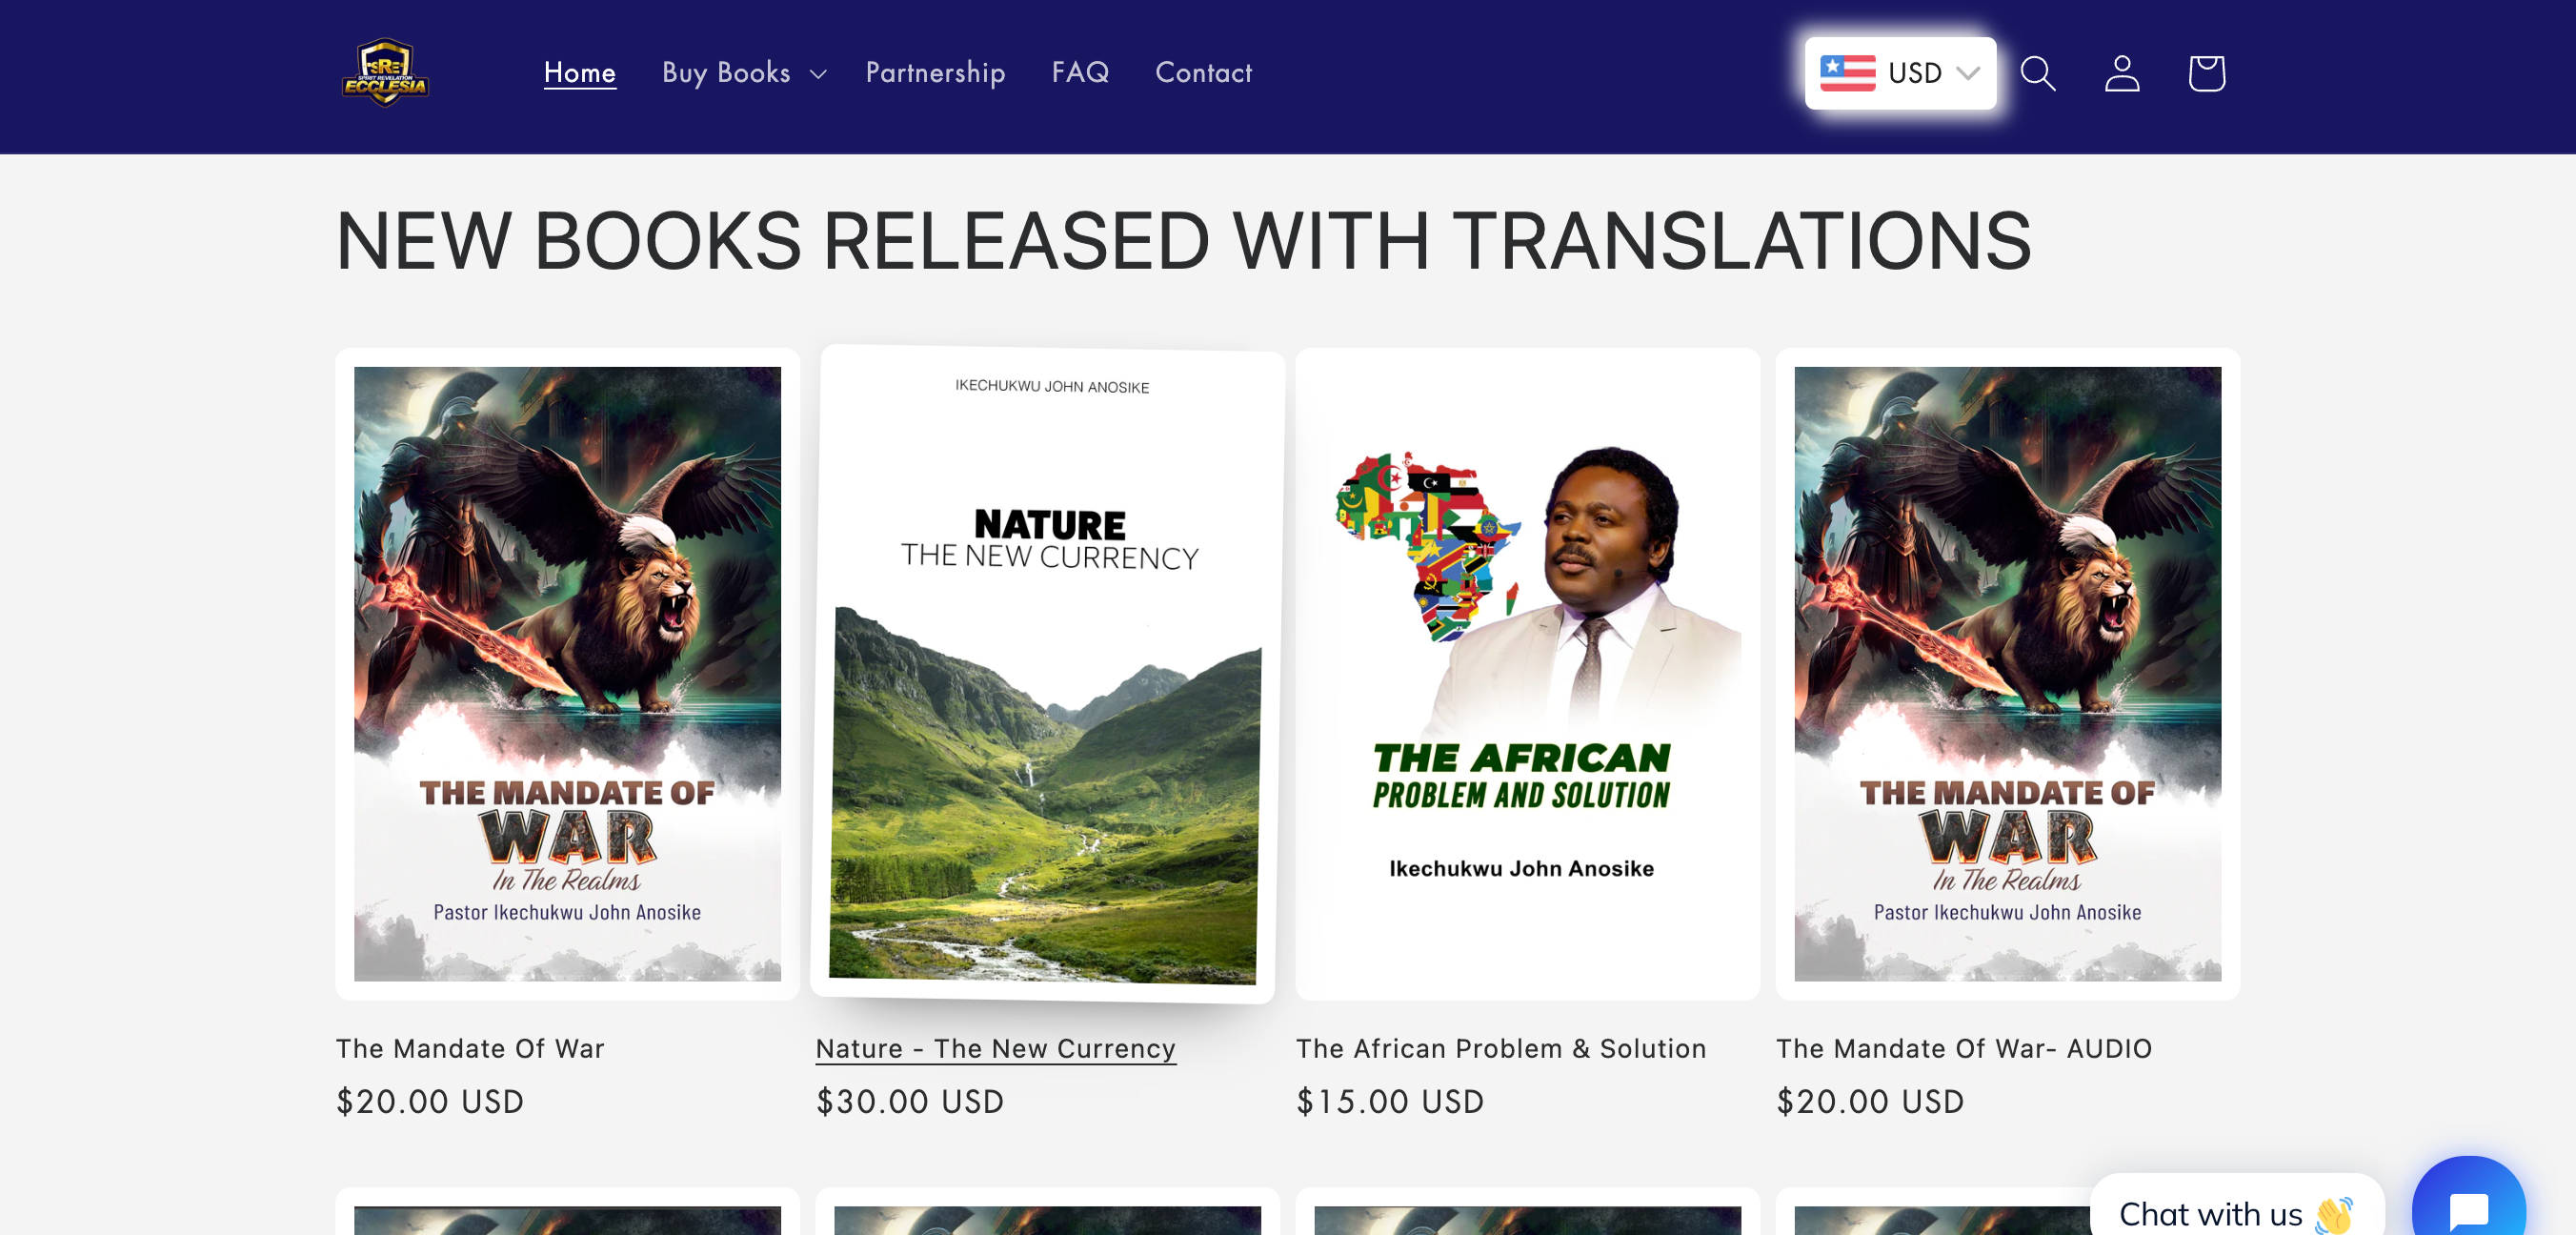 SRE
SPIRIT REVELATION
ECCLESIA
Home
Buy Books
Partnership
FAQ
Contact
USD
NEW BOOKS RELEASED WITH TRANSLATIONS
THE MANDATE OF
WAR
In The Realms
Pastor Ikechukwu John Anosike
IKECHUKWU JOHN ANOSIKE
NATURE
THE NEW CURRENCY
THE AFRICAN
PROBLEM AND SOLUTION
Ikechukwu John Anosike
THE MANDATE OF
WAR
In The Realms
Pastor Ikechukwu John Anosike
The Mandate Of War
$20.00 USD
Nature - The New Currency
$30.00 USD
The African Problem & Solution
$15.00 USD
The Mandate Of War- AUDIO
$20.00 USD
Chat with us 👋